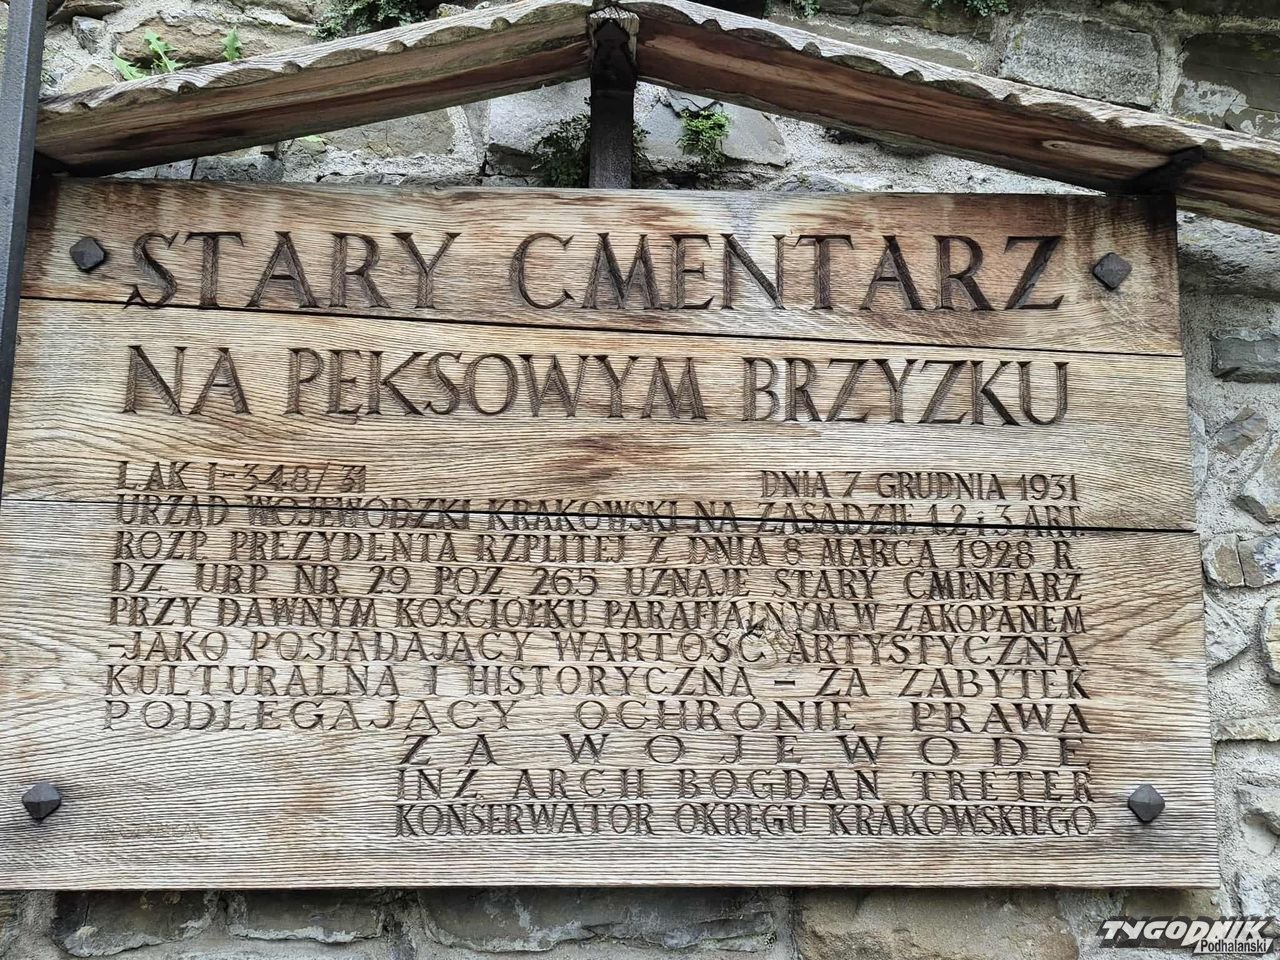 STARY CMENTARZ
NA PĘKSOWYM BRZYZKU
L.AK I-348/31 DNIA 7 GRUDNIA 1931
URZĄD WOJEWÓDZKI KRAKOWSKI NA ZASADZIE 1.2 i 3 ART.
ROZP. PREZYDENTA RZPLITEJ Z DNIA 8 MARCA 1928 R
DZ. URP. NR 29 POZ 265 UZNAJE STARY CMENTARZ
PRZY DAWNYM KOŚCIÓŁKU PARAFIALNYM W ZAKOPANEM
-JAKO POSIADAJĄCY WARTOŚĆ ARTYSTYCZNĄ
KULTURALNĄ I HISTORYCZNĄ - ZA ZABYTEK
PODLEGAJĄCY OCHRONIE PRAWA
ZA WOJEWODĘ
INŻ ARCH BOGDAN TRETER
KONSERWATOR OKRĘGU KRAKOWSKIEGO
TYGODNIK
Podhalański